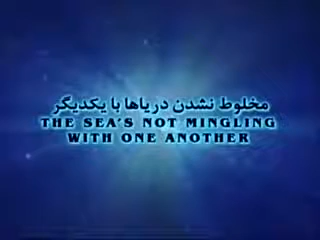 مخلوط نشدن دریاها با یکدیگر
THE SEA'S NOT MINGLING
WITH ONE ANOTHER